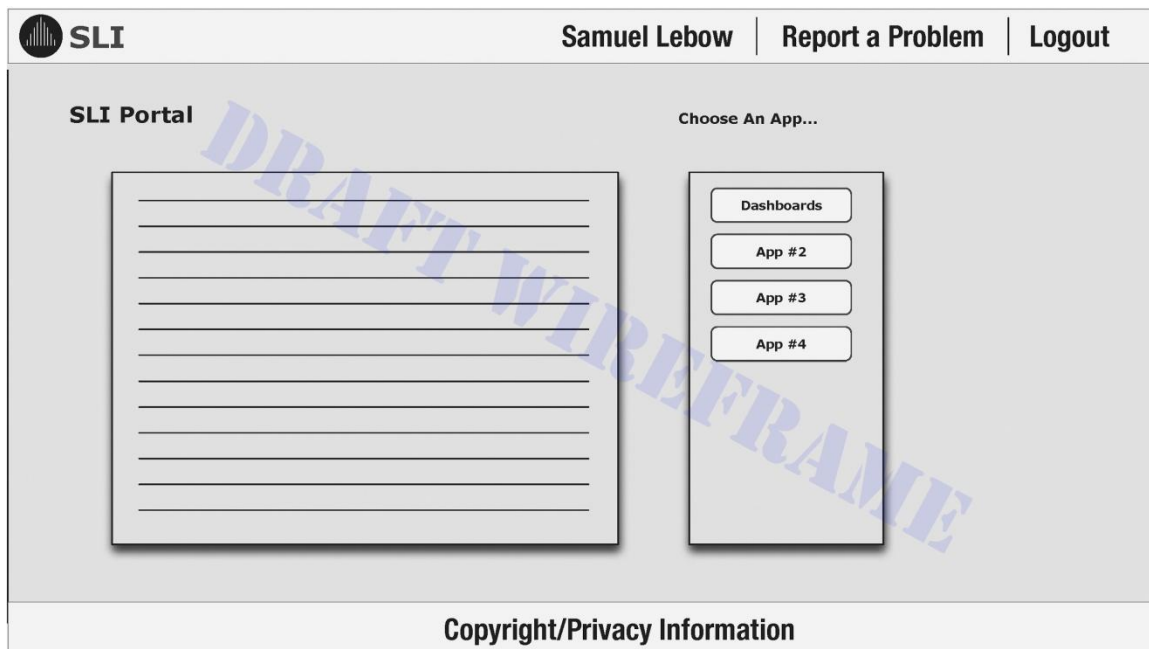 SLI
Samuel Lebow | Report a Problem | Logout
SLI Portal
Choose An App...
Dashboards
App #2
App #3
App #4
DRAFT WIREFRAME
Copyright/Privacy Information